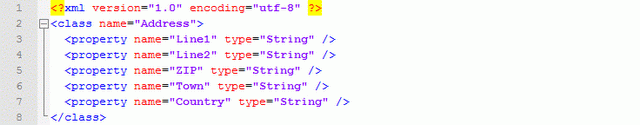 1 <?xml version="1.0" encoding="utf-8" ?>
2 <class name="Address">
3 <property name="Line1" type="String" />
4 <property name="Line2" type="String" />
5 <property name="ZIP" type="String" />
6 <property name="Town" type="String" />
7 <property name="Country" type="String" />
8 </class>